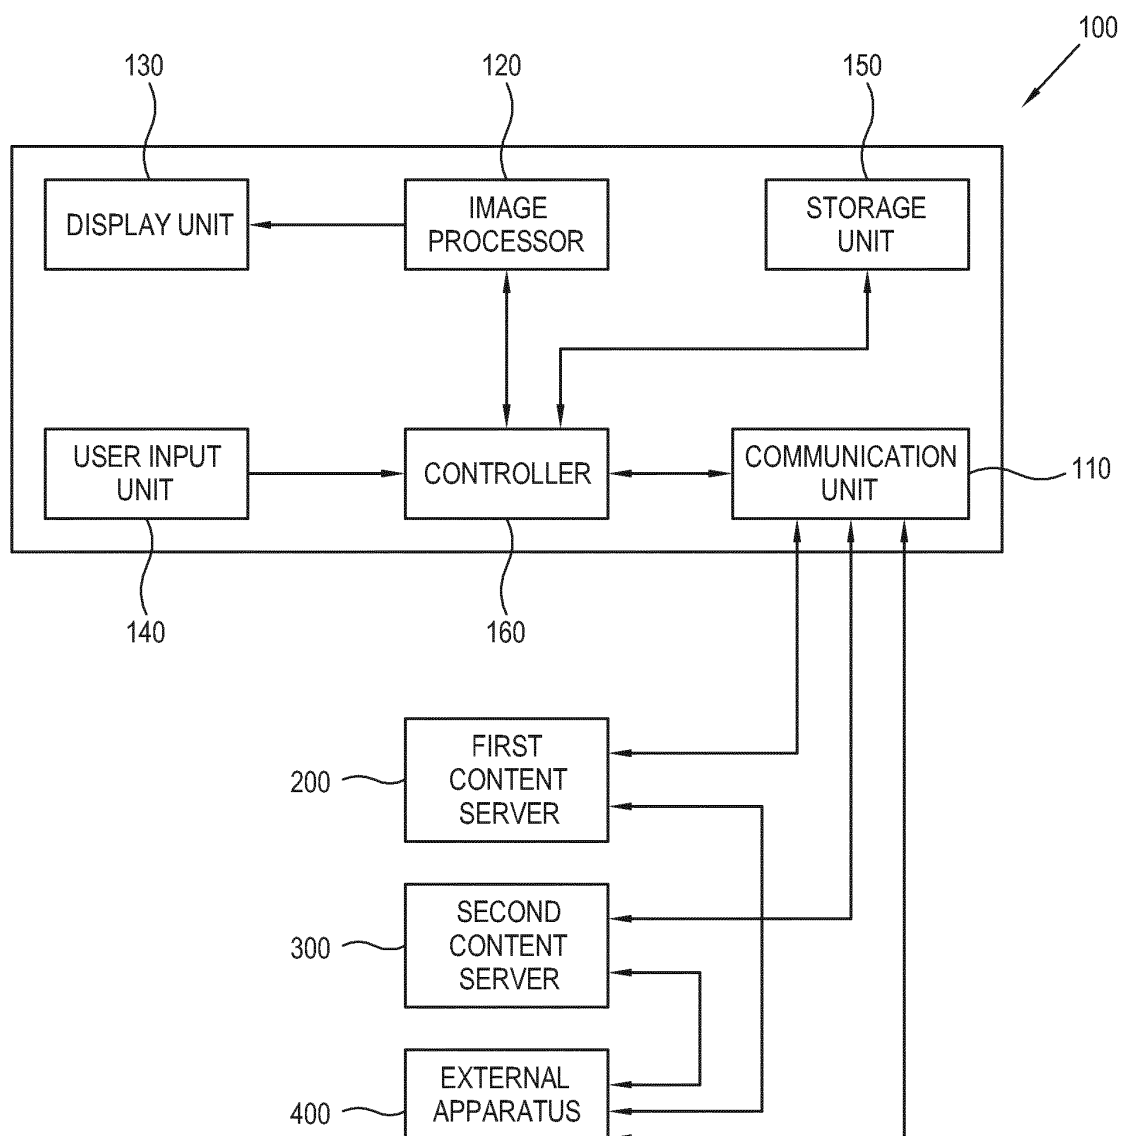 100
130
120
150
DISPLAY UNIT
IMAGE
PROCESSOR
STORAGE
UNIT
USER INPUT
UNIT
CONTROLLER
COMMUNICATION
UNIT
110
140
160
200
FIRST
CONTENT
SERVER
300
SECOND
CONTENT
SERVER
400
EXTERNAL
APPARATUS